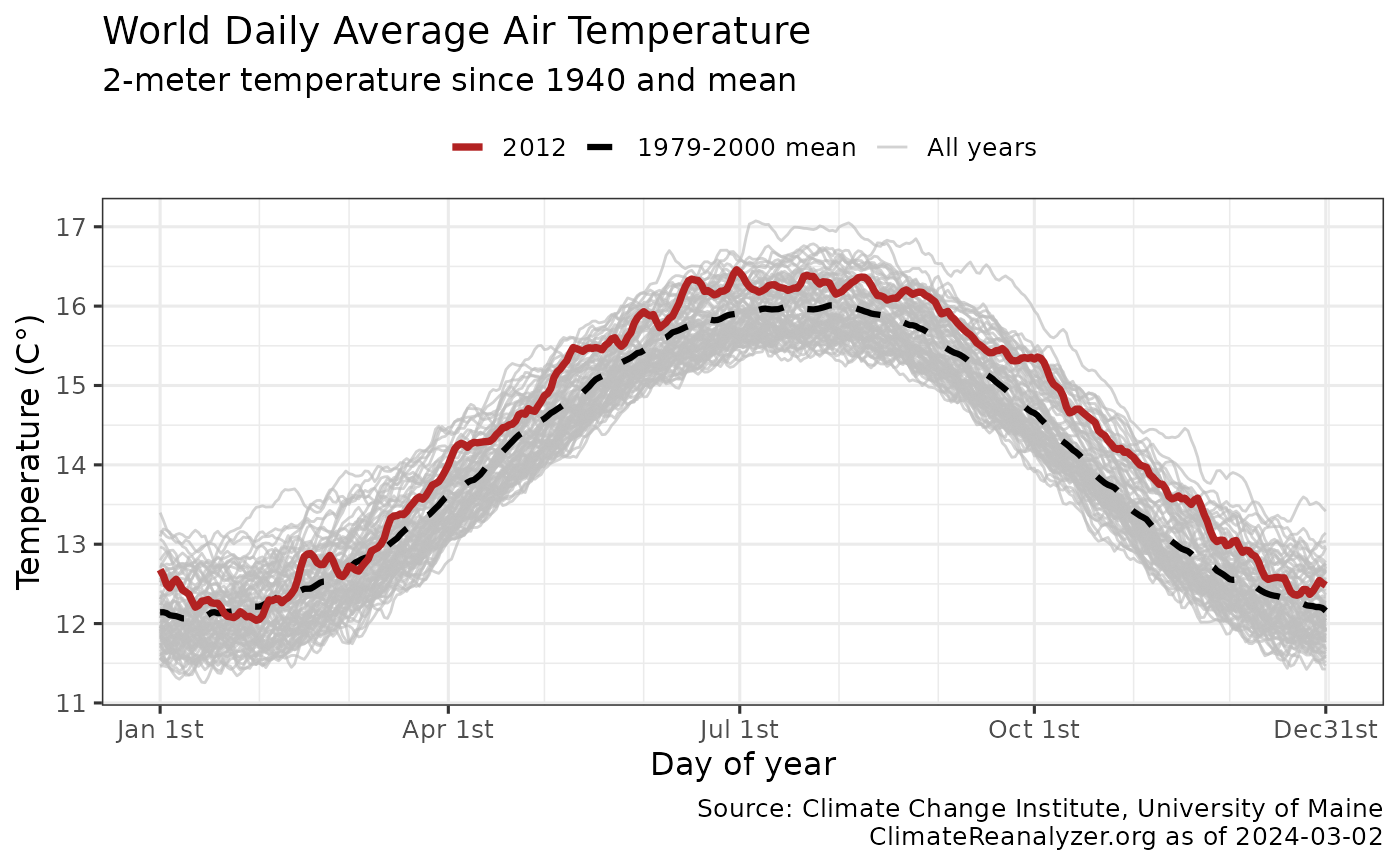 World Daily Average Air Temperature
2-meter temperature since 1940 and mean
2012 1979-2000 mean All years
Temperature (C°)
17
16
15
14
13
12
11
Jan 1st Apr 1st Jul 1st Oct 1st Dec31st
Day of year
Source: Climate Change Institute, University of Maine
ClimateReanalyzer.org as of 2024-03-02